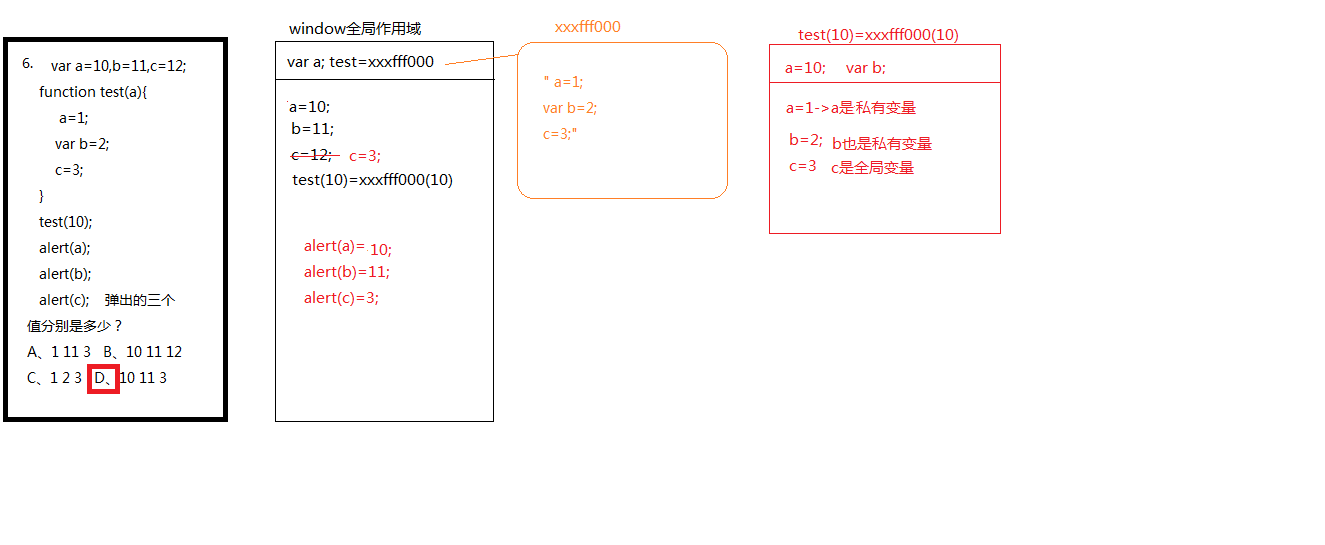 6. var a=10,b=11,c=12;
function test(a){
a=1;
var b=2;
c=3;
}
test(10);
alert(a);
alert(b);
alert(c); 弹出的三个
值分别是多少？
A、1 11 3 B、10 11 12
C、1 2 3 D、10 11 3
window全局作用域
var a; test=xxxfff000
a=10;
b=11;
c=12; c=3;
test(10)=xxxfff000(10)
alert(a)= 10;
alert(b)=11;
alert(c)=3;
xxxfff000
" a=1;
var b=2;
c=3;"
test(10)=xxxfff000(10)
a=10; var b;
a=1->a是私有变量
b=2; b也是私有变量
c=3 c是全局变量